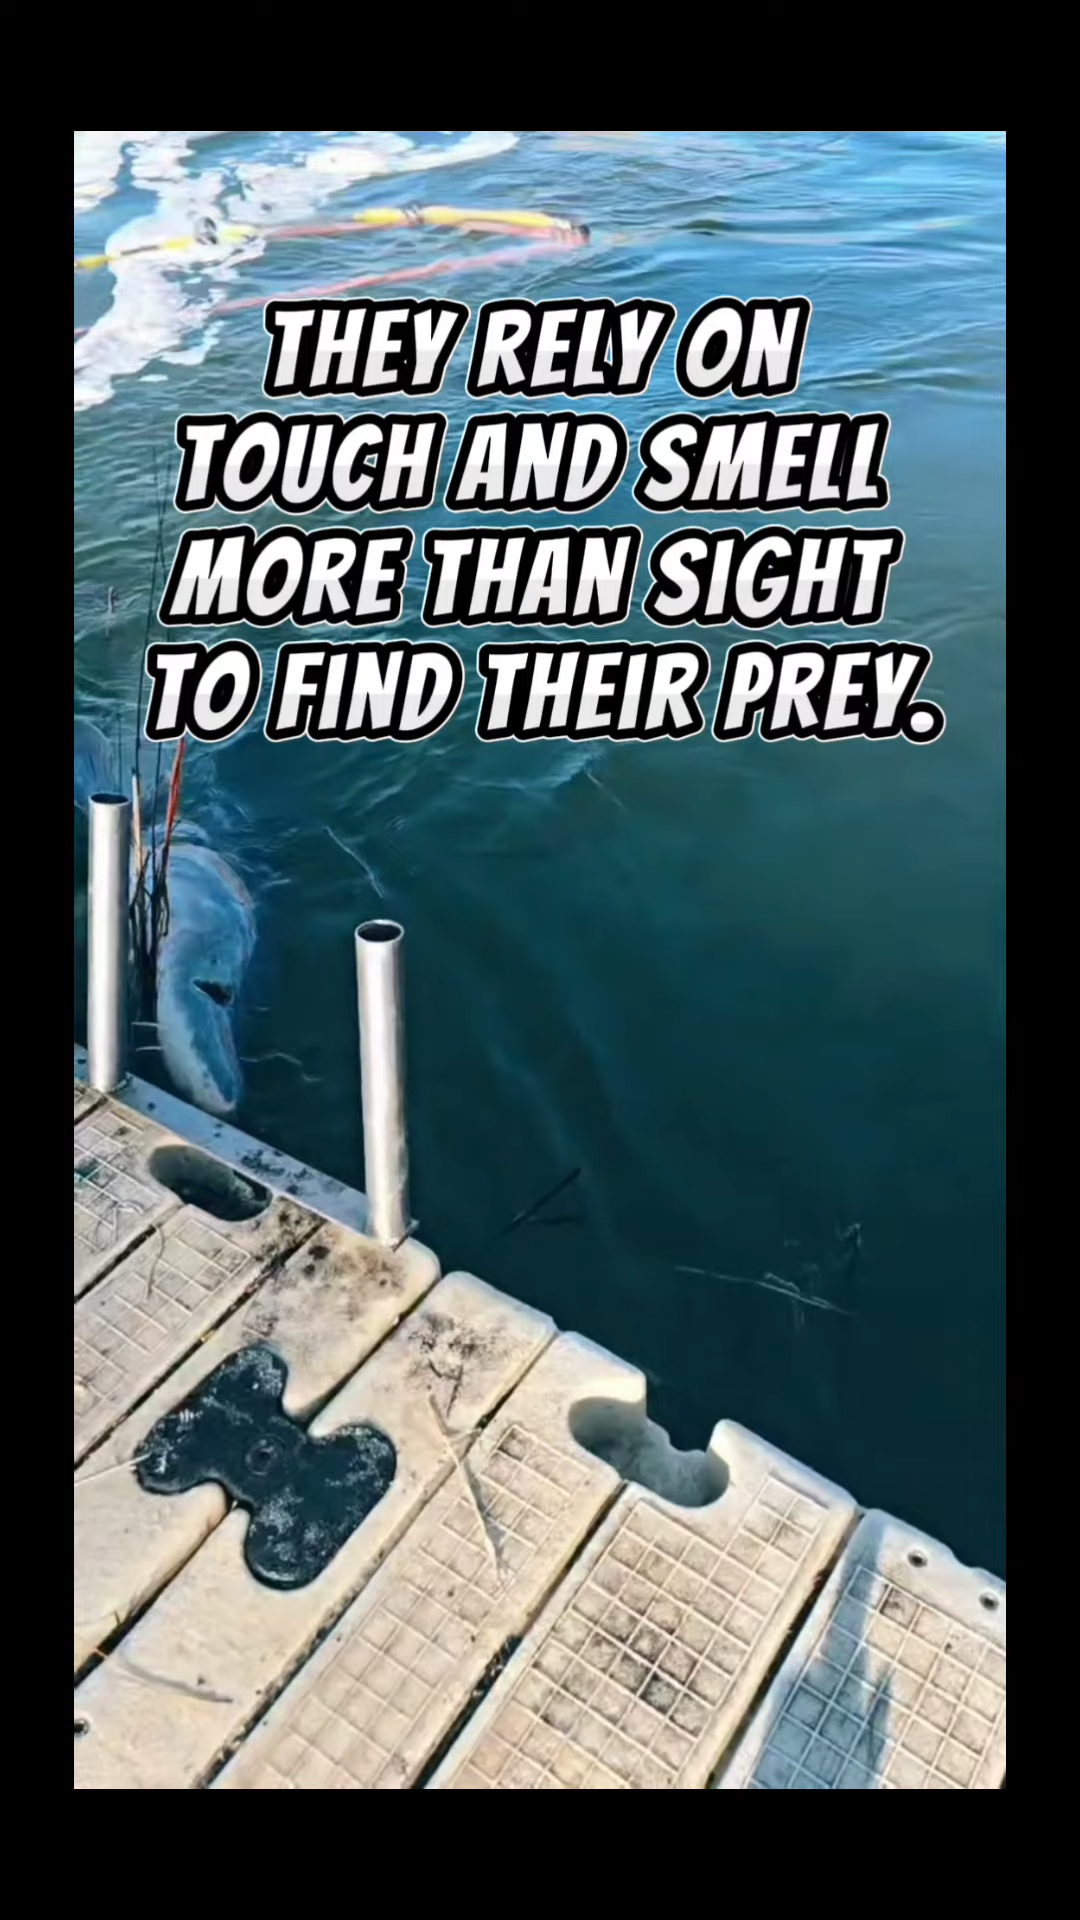 THEY RELY ON
TOUCH AND SMELL
MORE THAN SIGHT
TO FIND THEIR PREY.